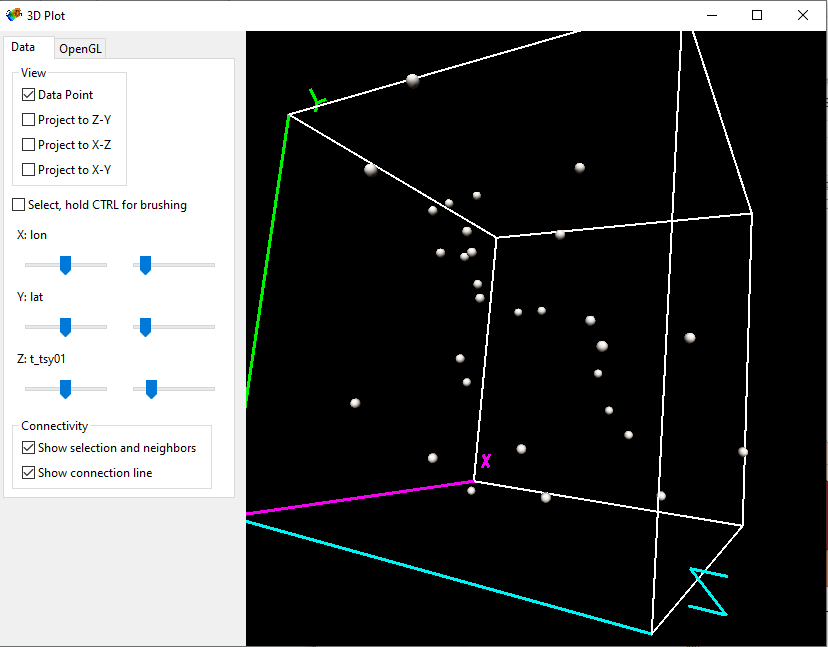 3D Plot
Data
OpenGL
View
Data Point
Project to Z-Y
Project to X-Z
Project to X-Y
Select, hold CTRL for brushing
X: lon
Y: lat
Z: t_tsy01
Connectivity
Show selection and neighbors
Show connection line
Y
X
Z